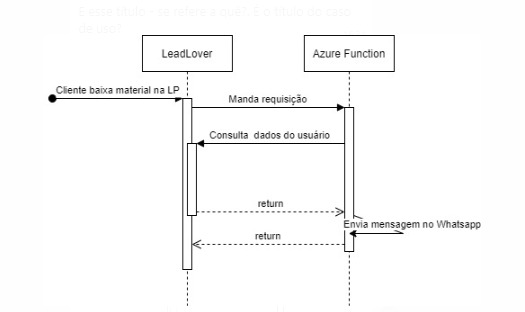 E esse título - se refere a que?. É o título do caso
de uso?
LeadLover
Azure Function
Cliente baixa material na LP
Manda requisição
Consulta dados do usuário
return
Envia mensagem no Whatsapp
return